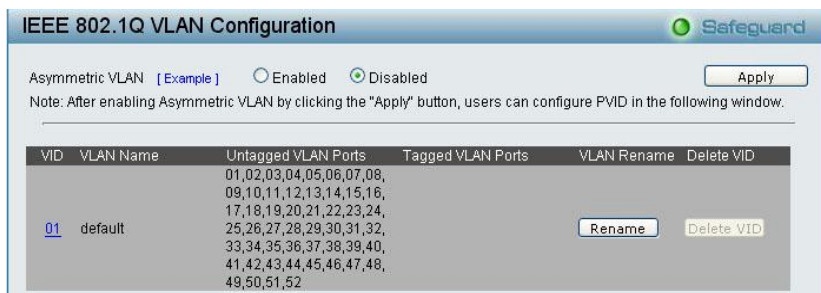 IEEE 802.1Q VLAN Configuration
Safeguard
Asymmetric VLAN [ Example ] Enabled Disabled Apply
Note: After enabling Asymmetric VLAN by clicking the "Apply" button, users can configure PVID in the following window.
VID VLAN Name Untagged VLAN Ports Tagged VLAN Ports VLAN Rename Delete VID
01,02,03,04,05,06,07,08,
09,10,11,12,13,14,15,16,
17,18,19,20,21,22,23,24,
01 default 25,26,27,28,29,30,31,32, Rename Delete VID
33,34,35,36,37,38,39,40,
41,42,43,44,45,46,47,48,
49,50,51,52